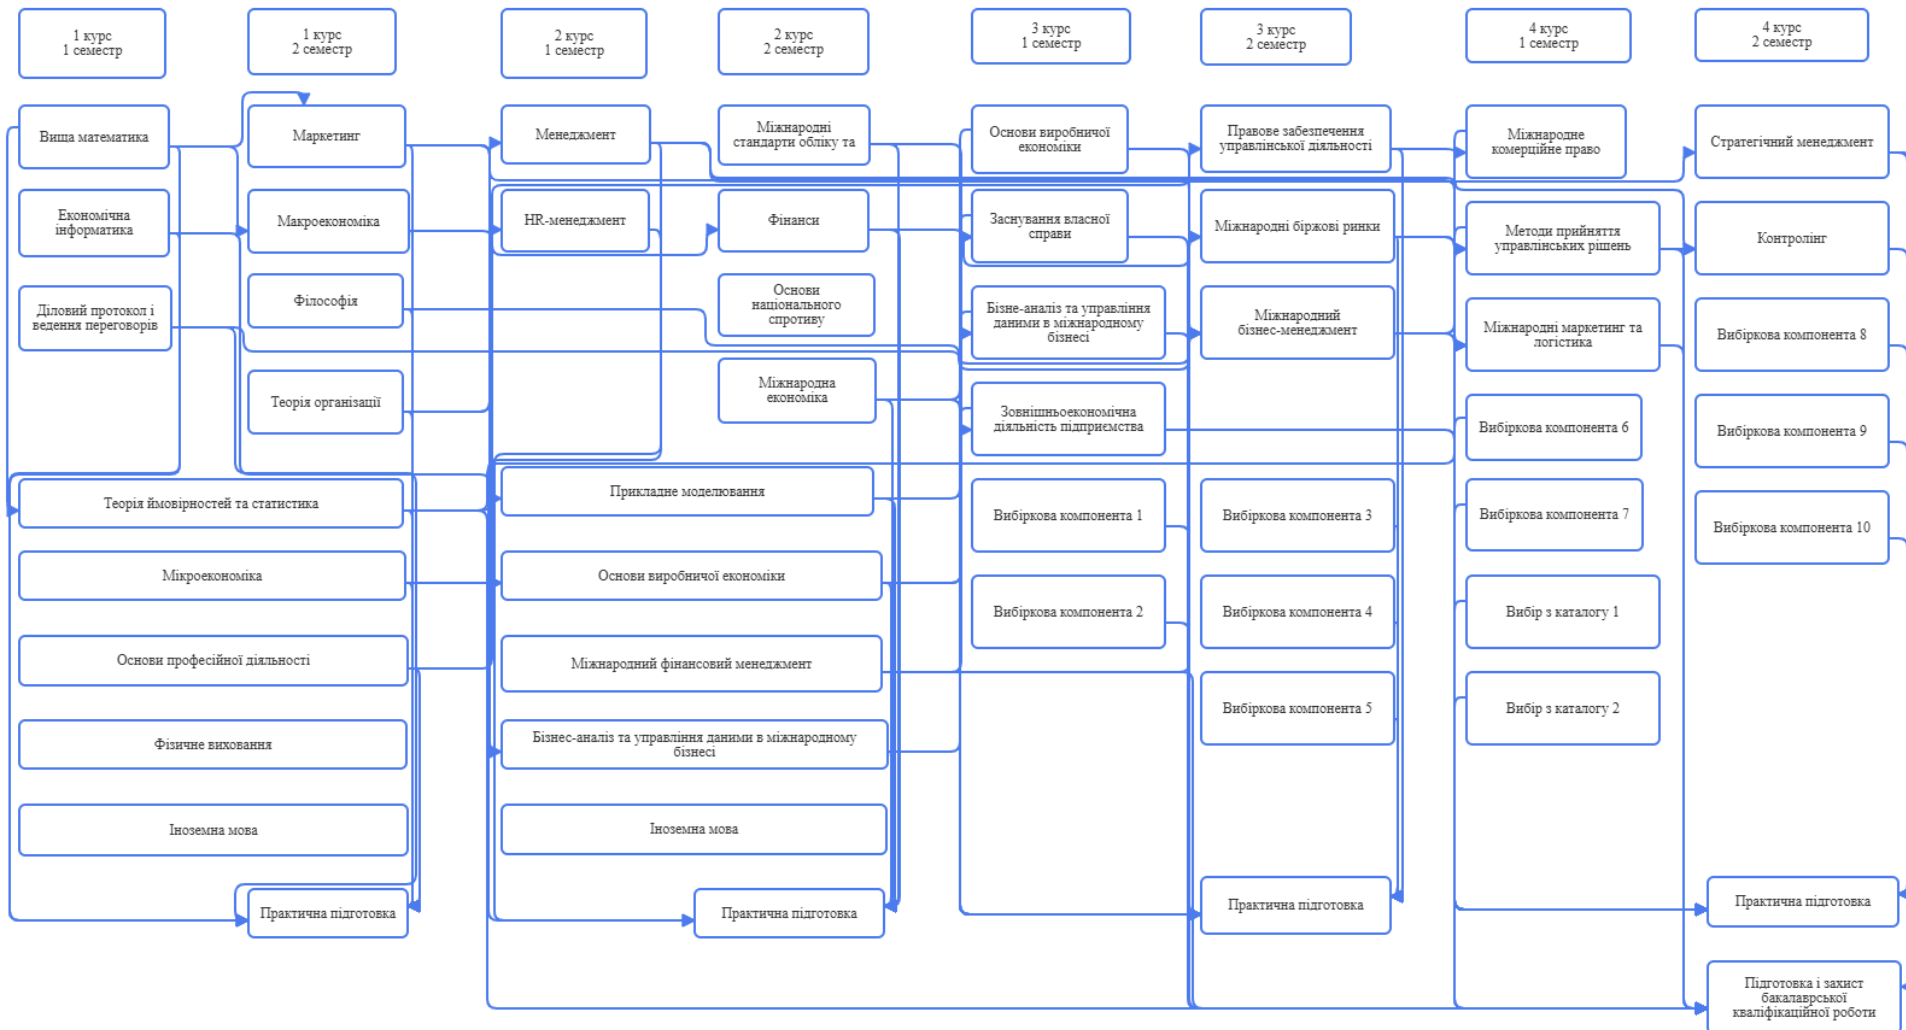 1 курс
1 семестр
1 курс
2 семестр
2 курс
1 семестр
2 курс
2 семестр
3 курс
1 семестр
3 курс
2 семестр
4 курс
1 семестр
4 курс
2 семестр
Вища математика
Маркетинг
Менеджмент
Міжнародні
стандарти обліку та
Основи виробничої
економіки
Правове забезпечення
управлінської діяльності
Міжнародне
комерційне право
Стратегічний менеджмент
Економічна
інформатика
Макроекономіка
HR-менеджмент
Фінанси
Заснування власної
справи
Міжнародні біржові ринки
Методи прийняття
управлінських рішень
Контролінг
Діловий протокол і
ведення переговорів
Філософія
Основи
національного
спротиву
Бізне-аналіз та управління
даними в міжнародному
бізнесі
Міжнародний
бізнес-менеджмент
Міжнародні маркетинг та
логістика
Вибіркова компонента 8
Теорія організації
Міжнародна
економіка
Зовнішньоекономічна
діяльність підприємства
Вибіркова компонента 6
Вибіркова компонента 9
Теорія ймовірностей та статистика
Прикладне моделювання
Вибіркова компонента 1
Вибіркова компонента 3
Вибіркова компонента 7
Вибіркова компонента 10
Мікроекономіка
Основи виробничої економіки
Вибіркова компонента 2
Вибіркова компонента 4
Вибір з каталогу 1
Основи професійної діяльності
Міжнародний фінансовий менеджмент
Вибіркова компонента 5
Вибір з каталогу 2
Фізичне виховання
Бізнес-аналіз та управління даними в міжнародному
бізнесі
Іноземна мова
Іноземна мова
Практична підготовка
Практична підготовка
Практична підготовка
Практична підготовка
Підготовка і захист
бакалаврської
кваліфікаційної роботи